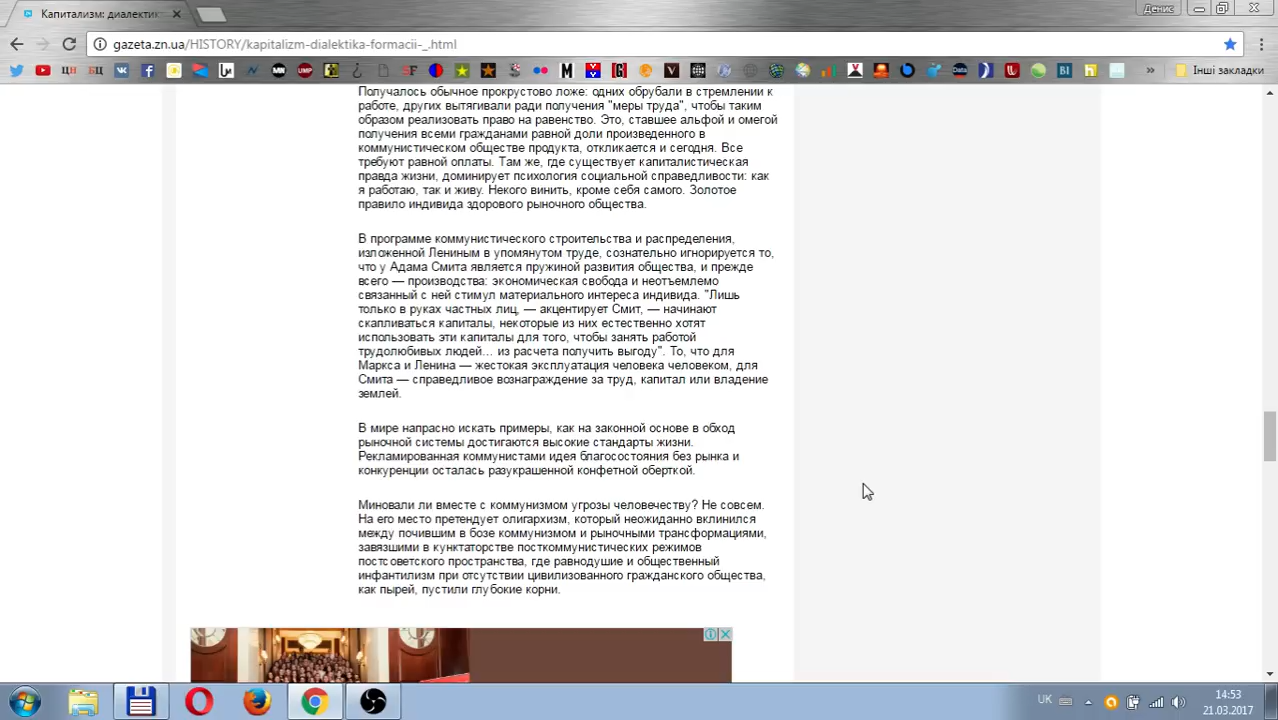 Капитализм: диалектик
Денис
gazeta.zn.ua/HISTORY/kapitalizm-dialektika-formacii-_.html
Інші закладки
Получалось обычное прокрустово ложе: одних обрубали в стремлении к
работе, других вытягивали ради получения "меры труда", чтобы таким
образом реализовать право на равенство. Это, ставшее альфой и омегой
получения всеми гражданами равной доли произведенного в
коммунистическом обществе продукта, откликается и сегодня. Все
требуют равной оплаты. Там же, где существует капиталистическая
правда жизни, доминирует психология социальной справедливости: как
я работаю, так и живу. Некого винить, кроме себя самого. Золотое
правило индивида здорового рыночного общества.
В программе коммунистического строительства и распределения,
изложенной Лениным в упомянутом труде, сознательно игнорируется то,
что у Адама Смита является пружиной развития общества, и прежде
всего — производства: экономическая свобода и неотъемлемо
связанный с ней стимул материального интереса индивида. "Лишь
только в руках частных лиц, — акцентирует Смит, — начинают
скапливаться капиталы, некоторые из них естественно хотят
использовать эти капиталы для того, чтобы занять работой
трудолюбивых людей... из расчета получить выгоду". То, что для
Маркса и Ленина — жестокая эксплуатация человека человеком, для
Смита — справедливое вознаграждение за труд, капитал или владение
землей.
В мире напрасно искать примеры, как на законной основе в обход
рыночной системы достигаются высокие стандарты жизни.
Рекламированная коммунистами идея благосостояния без рынка и
конкуренции осталась разукрашенной конфетной оберткой.
Миновали ли вместе с коммунизмом угрозы человечеству? Не совсем.
На его место претендует олигархизм, который неожиданно вклинился
между почившим в бозе коммунизмом и рыночными трансформациями,
завязшими в кунктаторстве посткоммунистических режимов
постсоветского пространства, где равнодушие и общественный
инфантилизм при отсутствии цивилизованного гражданского общества,
как пырей, пустили глубокие корни.
UK
14:53
21.03.2017